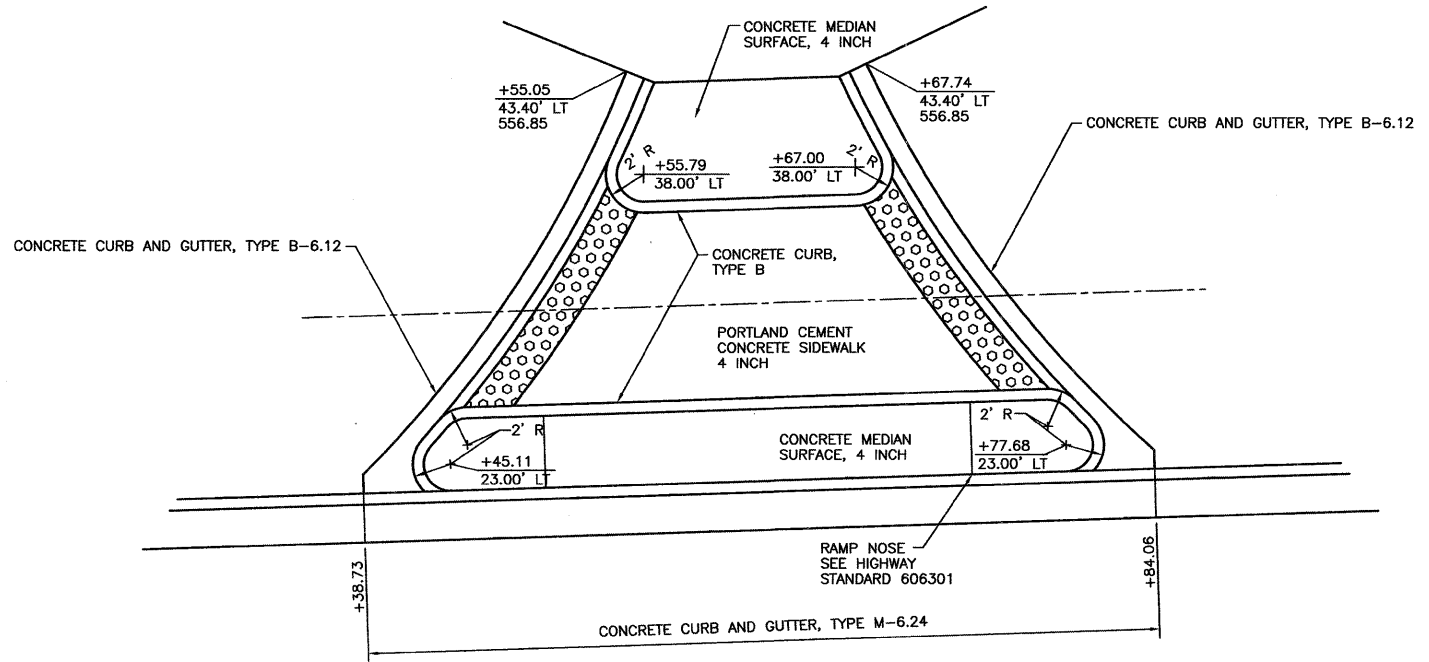 CONCRETE MEDIAN
SURFACE, 4 INCH
+55.05
43.40' LT
556.85
+67.74
43.40' LT
556.85
CONCRETE CURB AND GUTTER, TYPE B-6.12
2' R
+55.79
38.00' LT
+67.00
38.00' LT
2' R
CONCRETE CURB AND GUTTER, TYPE B-6.12
CONCRETE CURB,
TYPE B
PORTLAND CEMENT
CONCRETE SIDEWALK
4 INCH
2' R
+45.11
23.00' LT
CONCRETE MEDIAN
SURFACE, 4 INCH
2' R
+77.68
23.00' LT
RAMP NOSE
SEE HIGHWAY
STANDARD 606301
+38.73
+84.06
CONCRETE CURB AND GUTTER, TYPE M-6.24